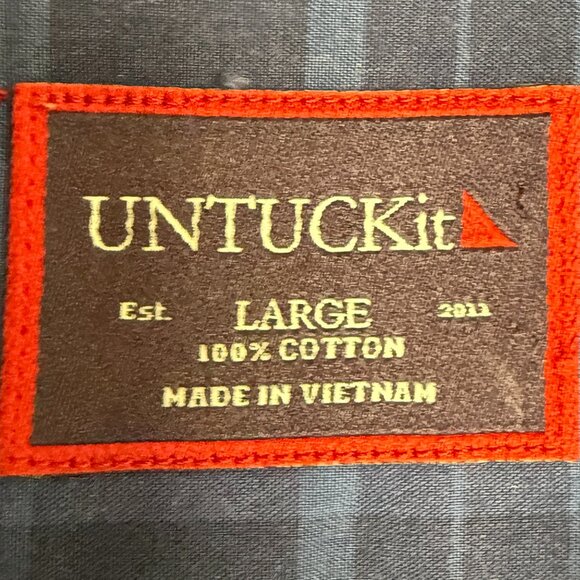 UNTUCKit
Est. LARGE 2011
100% COTTON
MADE IN VIETNAM